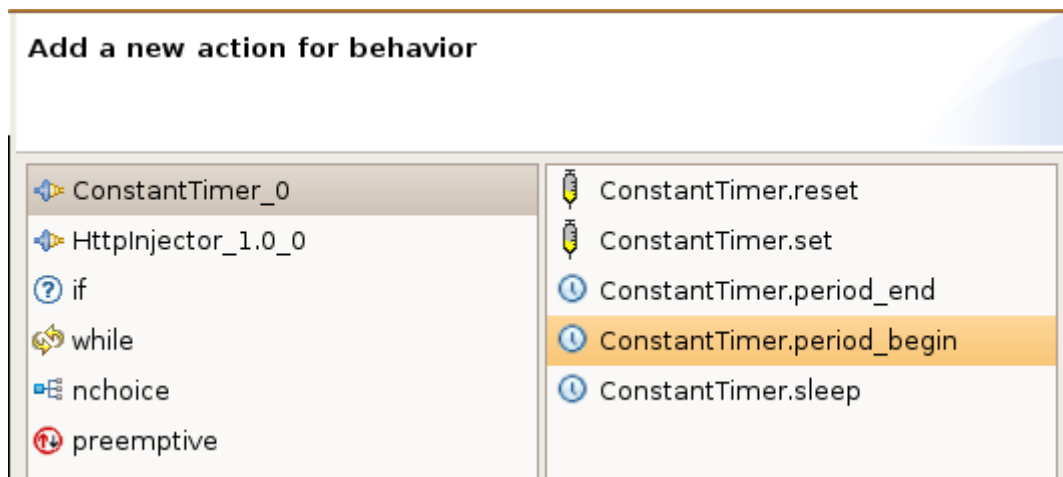 Add a new action for behavior
ConstantTimer_0
HttpInjector_1.0_0
if
while
nchoice
preemptive
ConstantTimer.reset
ConstantTimer.set
ConstantTimer.period_end
ConstantTimer.period_begin
ConstantTimer.sleep